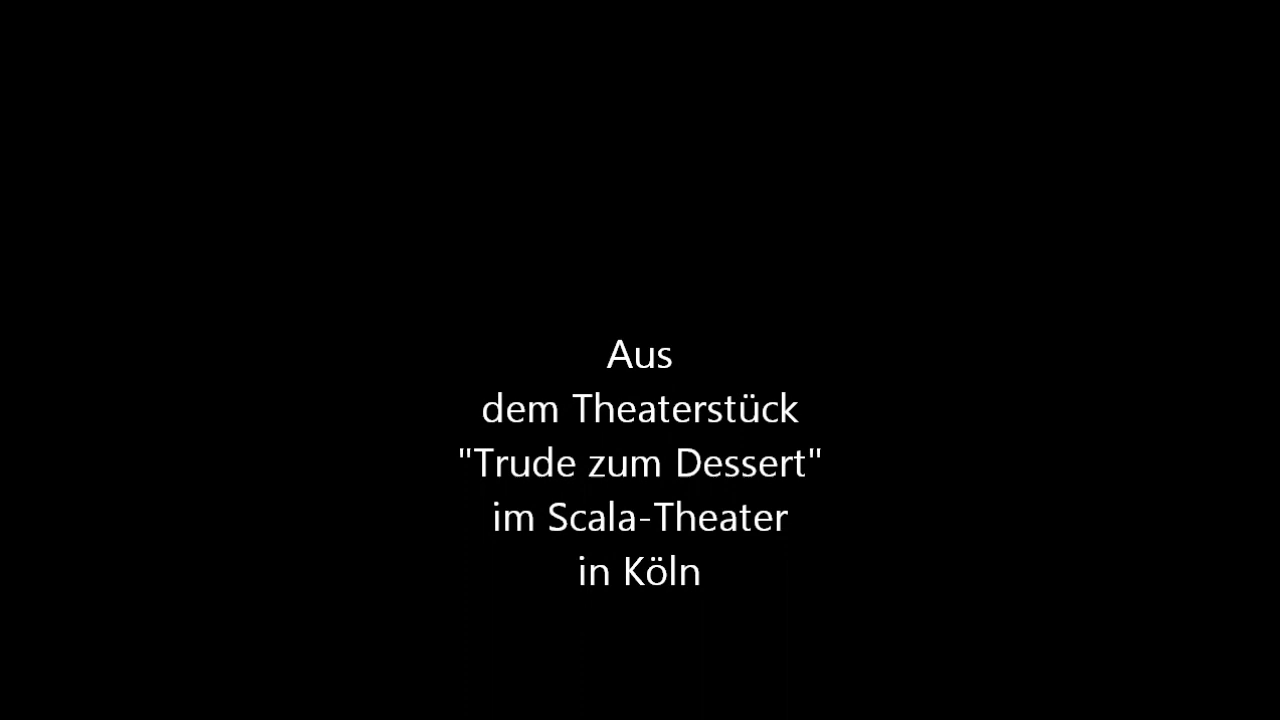 Aus
dem Theaterstück
"Trude zum Dessert"
im Scala-Theater
in Köln